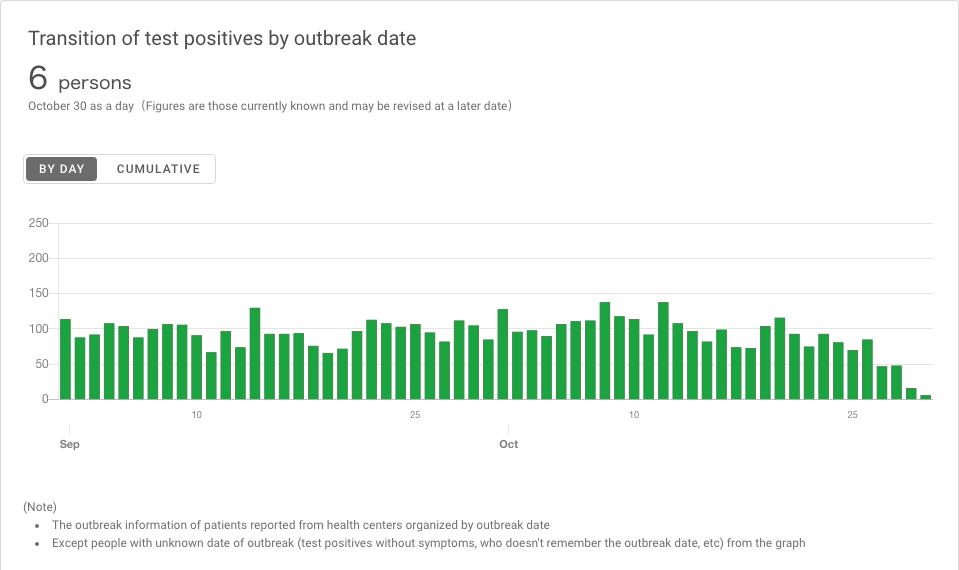 Transition of test positives by outbreak date
6 persons
October 30 as a day（Figures are those currently known and may be revised at a later date）
BY DAY CUMULATIVE
250
200
150
100
50
0
10 25 10 25
Sep Oct
(Note)
• The outbreak information of patients reported from health centers organized by outbreak date
• Except people with unknown date of outbreak (test positives without symptoms, who doesn't remember the outbreak date, etc) from the graph